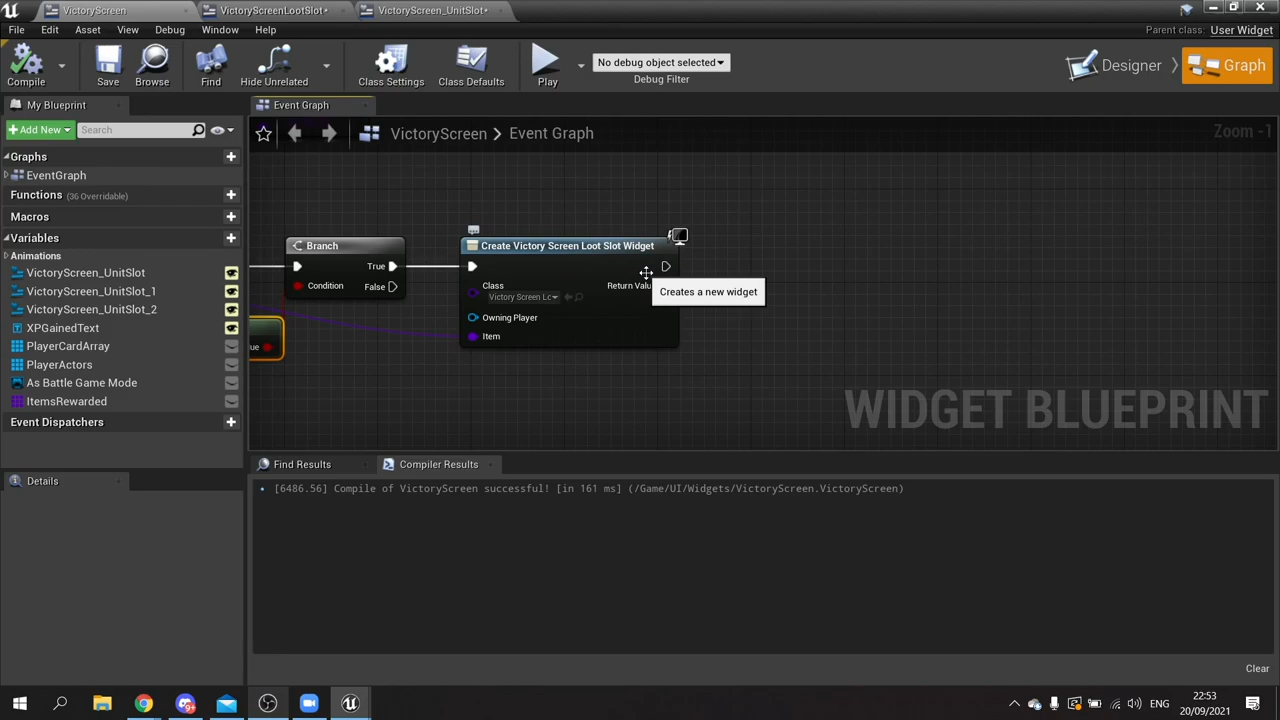 VictoryScreen
VictoryScreenLootSlot*
VictoryScreen_UnitSlot*
File Edit Asset View Debug Window Help
Parent class: User Widget
Compile
Save
Browse
Find
Hide Unrelated
Class Settings
Class Defaults
Play
No debug object selected
Debug Filter
Designer
Graph
My Blueprint
Event Graph
Add New
Search
VictoryScreen > Event Graph
Zoom -1
Graphs
EventGraph
Functions (36 Overridable)
Macros
Variables
Animations
VictoryScreen_UnitSlot
VictoryScreen_UnitSlot_1
VictoryScreen_UnitSlot_2
XPGainedText
PlayerCardArray
PlayerActors
As Battle Game Mode
ItemsRewarded
Event Dispatchers
Details
Branch
True
Condition
False
ue
Create Victory Screen Loot Slot Widget
Class
Return Valu
Victory Screen Lc
Owning Player
Item
Creates a new widget
WIDGET BLUEPRINT
Find Results
Compiler Results
[6486.56] Compile of VictoryScreen successful! [in 161 ms] (/Game/UI/Widgets/VictoryScreen.VictoryScreen)
Clear
ENG
22:53
20/09/2021